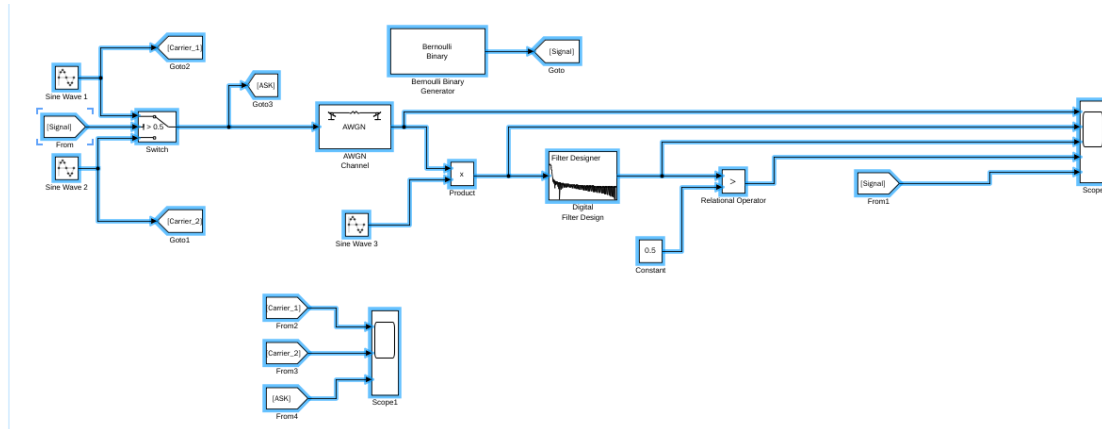 [Carrier_1]
Goto2
Sine Wave 1
[Signal]
From
> 0.5
Switch
Sine Wave 2
[Carrier_2]
Goto1
[ASK]
Goto3
Bernoulli
Binary
Bernoulli Binary
Generator
[Signal]
Goto
AWGN
AWGN
Channel
x
Product
Sine Wave 3
Filter Designer
Digital
Filter Design
>
Relational Operator
0.5
Constant
[Signal]
From1
Scope
[Carrier_1]
From2
[Carrier_2]
From3
[ASK]
From4
Scope1